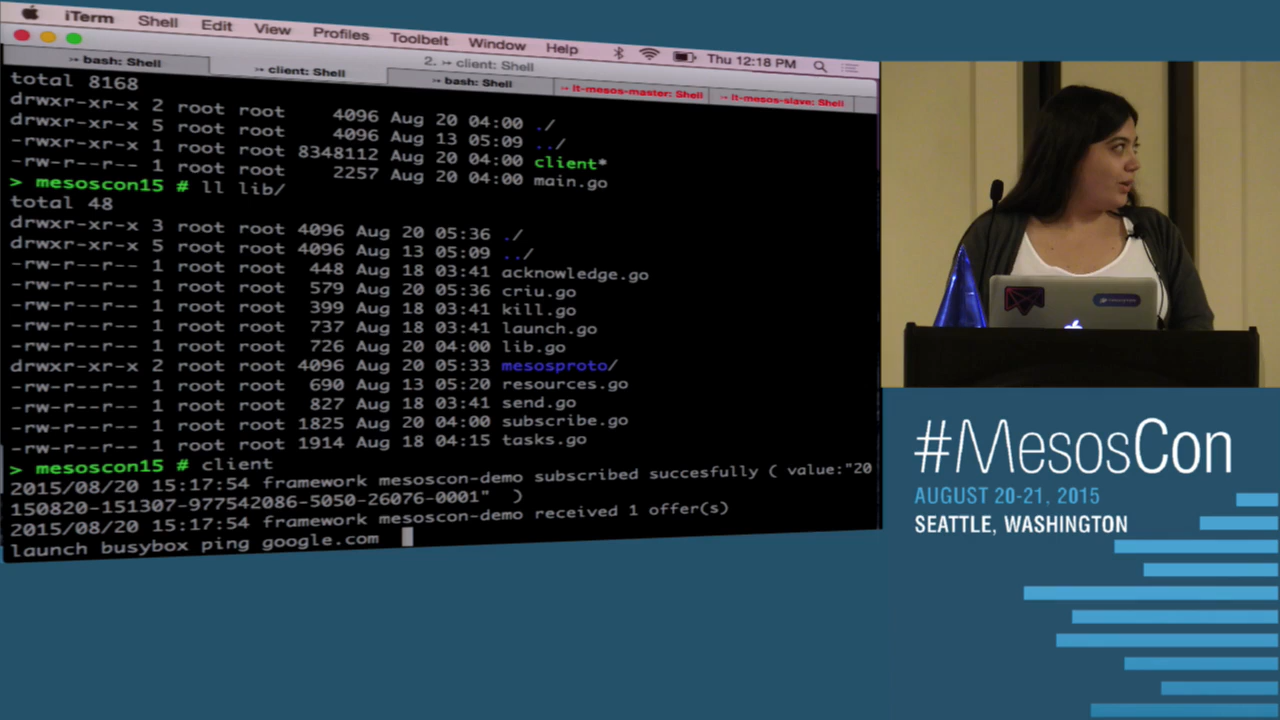 iTerm Shell Edit View Profiles Toolbelt Window Help Thu 12:18 PM
2. client: Shell
bash: Shell client: Shell bash: Shell lt-mesos-master: Shell lt-mesos-slave: Shell
total 8168
drwxr-xr-x 2 root root 4096 Aug 20 04:00 ./
drwxr-xr-x 5 root root 4096 Aug 13 05:09 ../
-rwxr-xr-x 1 root root 8348112 Aug 20 04:00 client*
-rw-r--r-- 1 root root 2257 Aug 20 04:00 main.go
> mesoscon15 # ll lib/
total 48
drwxr-xr-x 3 root root 4096 Aug 20 05:36 ./
drwxr-xr-x 5 root root 4096 Aug 13 05:09 ../
-rw-r--r-- 1 root root 448 Aug 18 03:41 acknowledge.go
-rw-r--r-- 1 root root 579 Aug 20 05:36 criu.go
-rw-r--r-- 1 root root 399 Aug 18 03:41 kill.go
-rw-r--r-- 1 root root 737 Aug 18 03:41 launch.go
-rw-r--r-- 1 root root 726 Aug 20 04:00 lib.go
drwxr-xr-x 2 root root 4096 Aug 20 05:33 mesosproto/
-rw-r--r-- 1 root root 690 Aug 13 05:20 resources.go
-rw-r--r-- 1 root root 827 Aug 18 03:41 send.go
-rw-r--r-- 1 root root 1825 Aug 20 04:00 subscribe.go
-rw-r--r-- 1 root root 1914 Aug 18 04:15 tasks.go
> mesoscon15 # client
2015/08/20 15:17:54 framework mesoscon-demo subscribed succesfully ( value:"20
150820-151307-977542086-5050-26076-0001" )
2015/08/20 15:17:54 framework mesoscon-demo received 1 offer(s)
launch busybox ping google.com
#MesosCon
AUGUST 20-21, 2015
SEATTLE, WASHINGTON